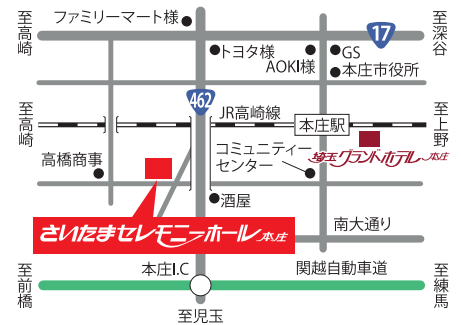 ファミリーマート様
至高崎
至深谷
17
トヨタ様
AOKI様
GS
本庄市役所
462
至高崎
JR高崎線
本庄駅
至上野
高橋商事
コミュニティー
センター
埼玉グランドホテル本庄
酒屋
さいたまセレモニーホール本庄
南大通り
至前橋
本庄I.C
関越自動車道
至練馬
至児玉